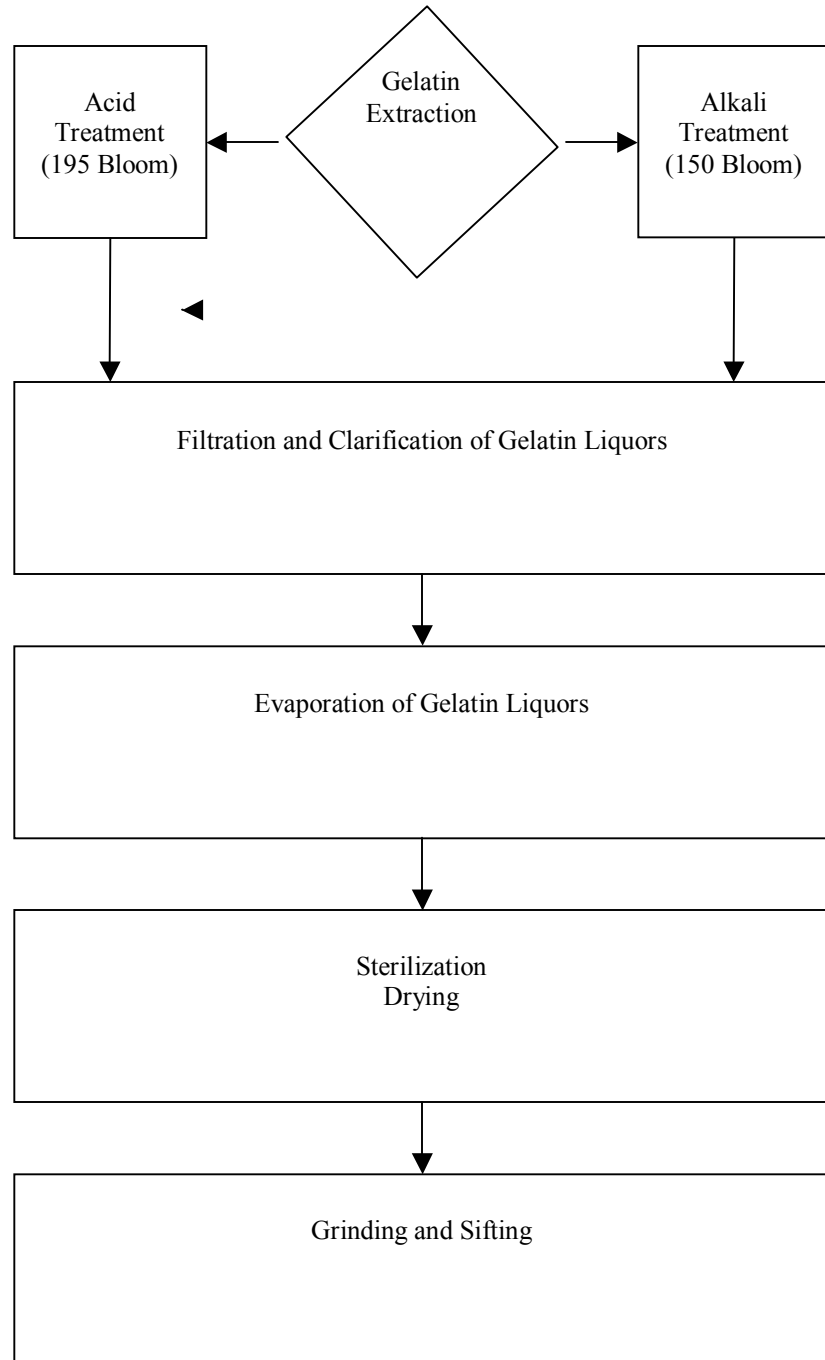 Acid
Treatment
(195 Bloom)
Gelatin
Extraction
Alkali
Treatment
(150 Bloom)
Filtration and Clarification of Gelatin Liquors
Evaporation of Gelatin Liquors
Sterilization
Drying
Grinding and Sifting